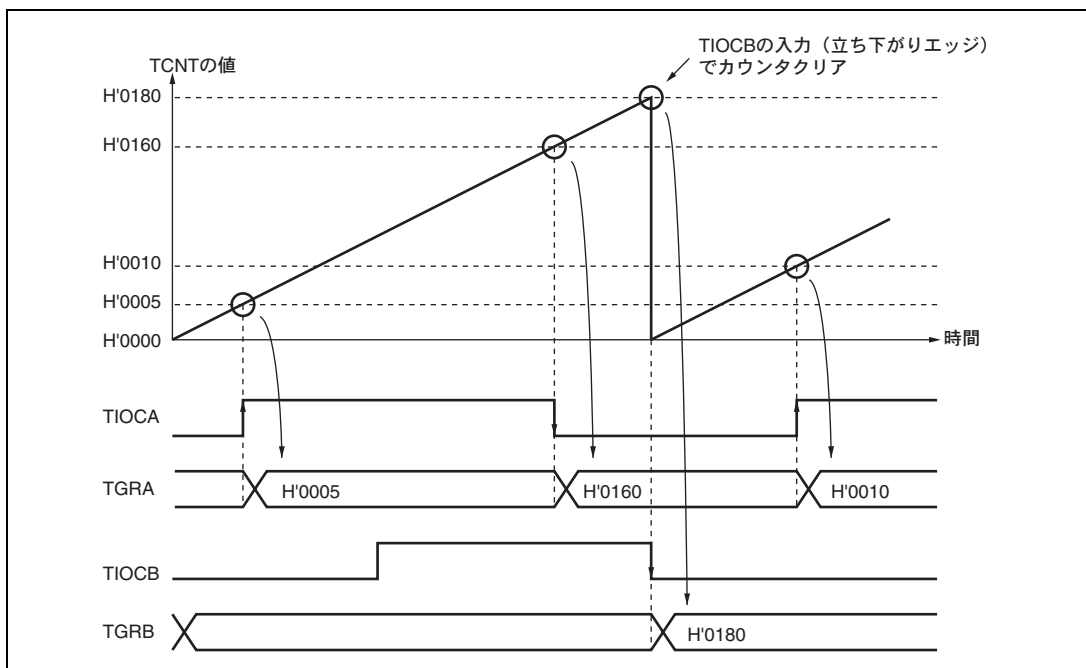 TIOCBの入力（立ち下がりエッジ）
でカウンタクリア
TCNTの値
H'0180
H'0160
H'0010
H'0005
H'0000
時間
TIOCA
TGRA
H'0005
H'0160
H'0010
TIOCB
TGRB
H'0180